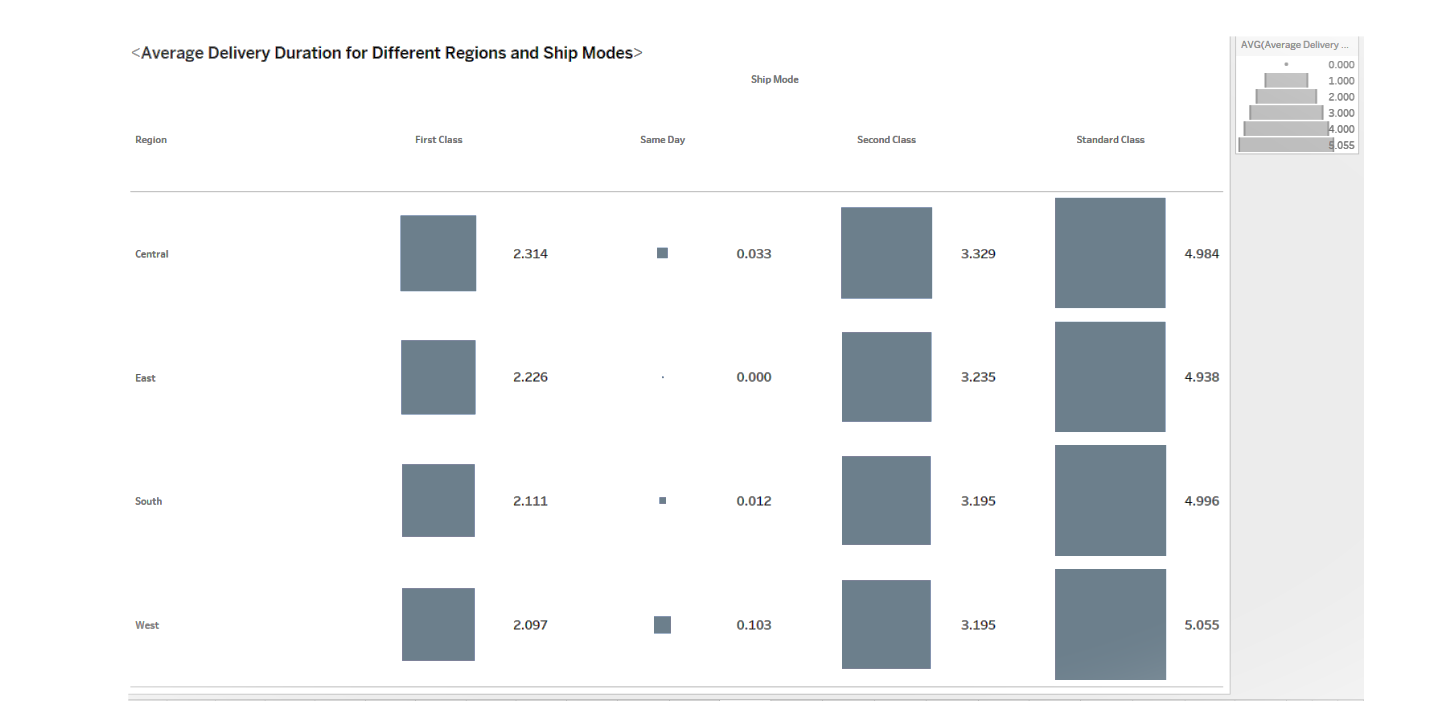 <Average Delivery Duration for Different Regions and Ship Modes>
Ship Mode
Region First Class Same Day Second Class Standard Class
Central 2.314 0.033 3.329 4.984
East 2.226 0.000 3.235 4.938
South 2.111 0.012 3.195 4.996
West 2.097 0.103 3.195 5.055
AVG(Average Delivery ...
0.000
1.000
2.000
3.000
4.000
5.055